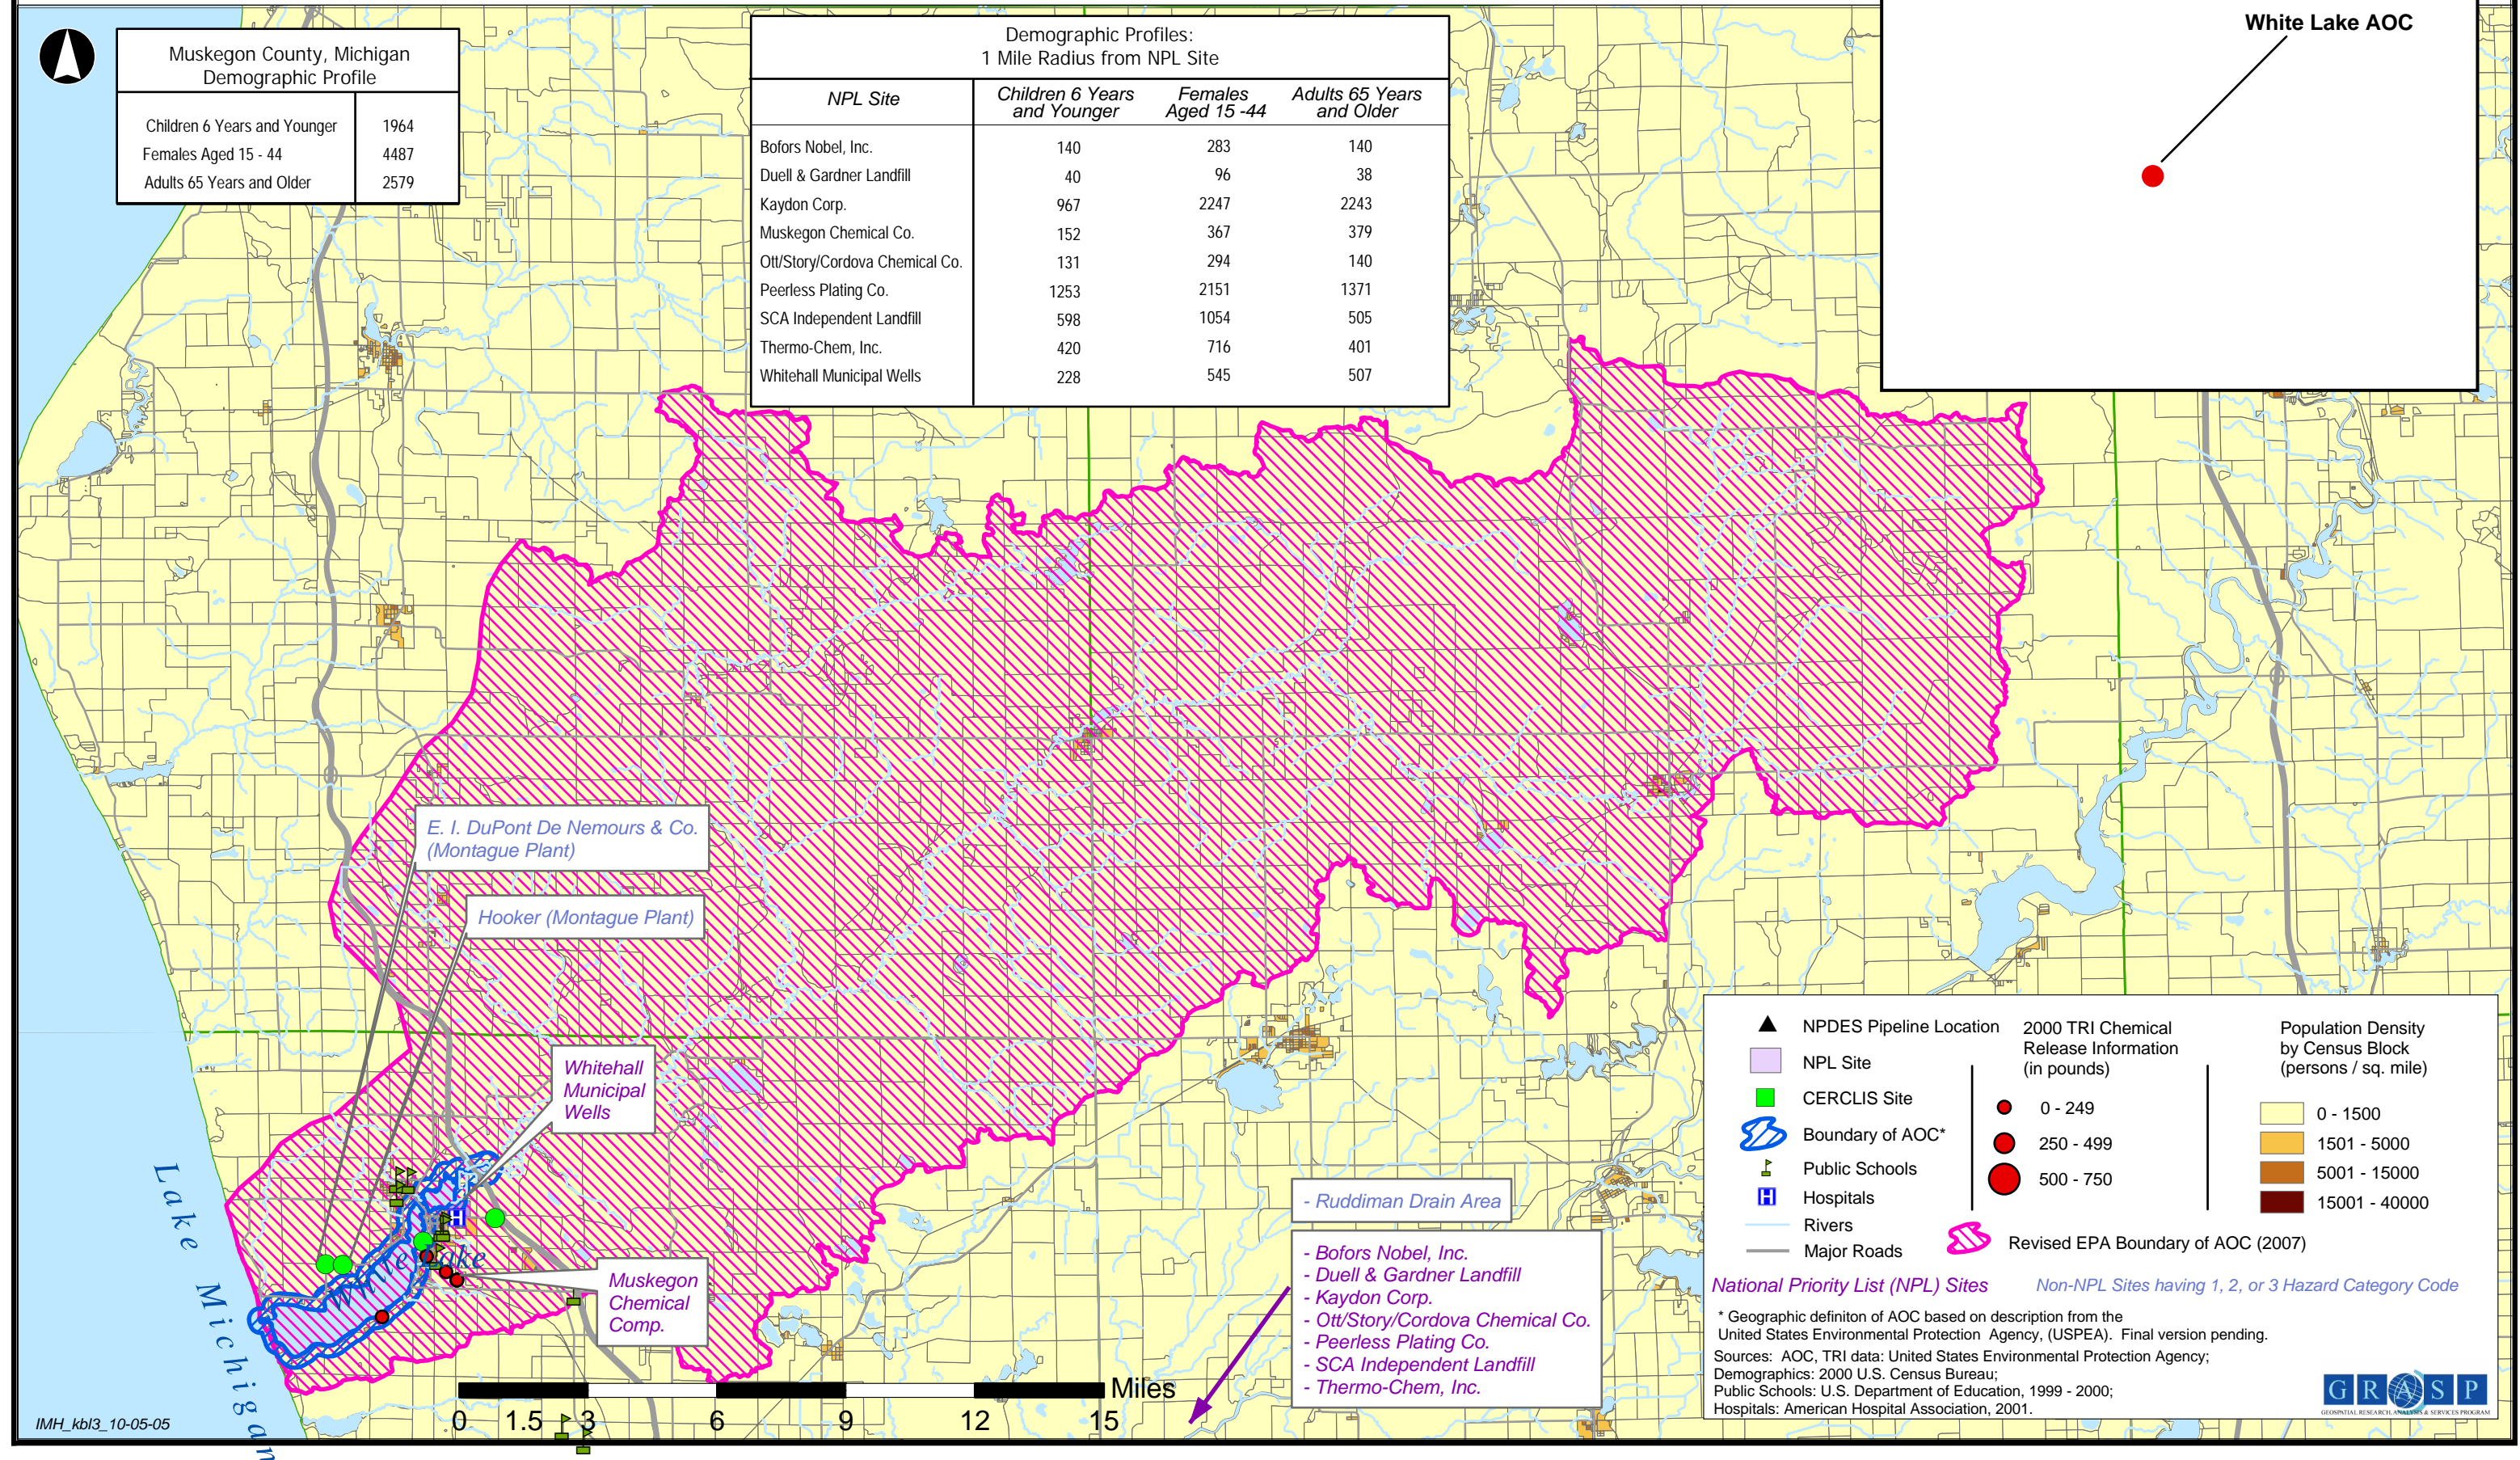 White Lake AOC
Muskegon County, Michigan
Demographic Profile
Children 6 Years and Younger 1964
Females Aged 15 - 44 4487
Adults 65 Years and Older 2579
Demographic Profiles:
1 Mile Radius from NPL Site
NPL Site Children 6 Years and Younger Females Aged 15 -44 Adults 65 Years and Older
Bofors Nobel, Inc. 140 283 140
Duell & Gardner Landfill 40 96 38
Kaydon Corp. 967 2247 2243
Muskegon Chemical Co. 152 367 379
Ott/Story/Cordova Chemical Co. 131 294 140
Peerless Plating Co. 1253 2151 1371
SCA Independent Landfill 598 1054 505
Thermo-Chem, Inc. 420 716 401
Whitehall Municipal Wells 228 545 507
E. I. DuPont De Nemours & Co.
(Montague Plant)
Hooker (Montague Plant)
Whitehall
Municipal
Wells
H
White Lake
Muskegon
Chemical
Comp.
Lake Michigan
Miles
0 1.5 3 6 9 12 15
IMH_kbl3_10-05-05
- Ruddiman Drain Area
- Bofors Nobel, Inc.
- Duell & Gardner Landfill
- Kaydon Corp.
- Ott/Story/Cordova Chemical Co.
- Peerless Plating Co.
- SCA Independent Landfill
- Thermo-Chem, Inc.
NPDES Pipeline Location
NPL Site
CERCLIS Site
Boundary of AOC*
Public Schools
H Hospitals
Rivers
Major Roads
2000 TRI Chemical
Release Information
(in pounds)
0 - 249
250 - 499
500 - 750
Population Density
by Census Block
(persons / sq. mile)
0 - 1500
1501 - 5000
5001 - 15000
15001 - 40000
Revised EPA Boundary of AOC (2007)
National Priority List (NPL) Sites
Non-NPL Sites having 1, 2, or 3 Hazard Category Code
* Geographic definiton of AOC based on description from the
United States Environmental Protection Agency, (USPEA). Final version pending.
Sources: AOC, TRI data: United States Environmental Protection Agency;
Demographics: 2000 U.S. Census Bureau;
Public Schools: U.S. Department of Education, 1999 - 2000;
Hospitals: American Hospital Association, 2001.
GRASP
GEOSPATIAL RESEARCH, ANALYSIS & SERVICES PROGRAM